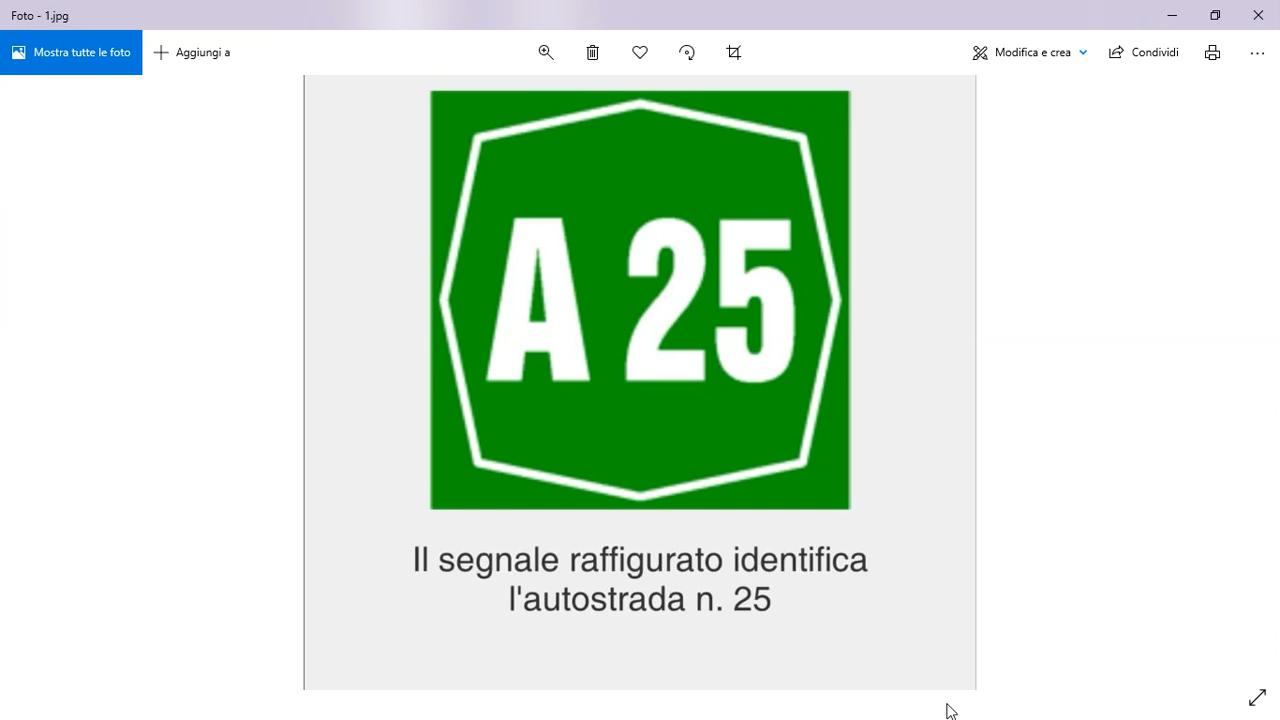 Foto - 1.jpg
Mostra tutte le foto
Aggiungi a
Modifica e crea
Condividi
A 25
Il segnale raffigurato identifica
l'autostrada n. 25